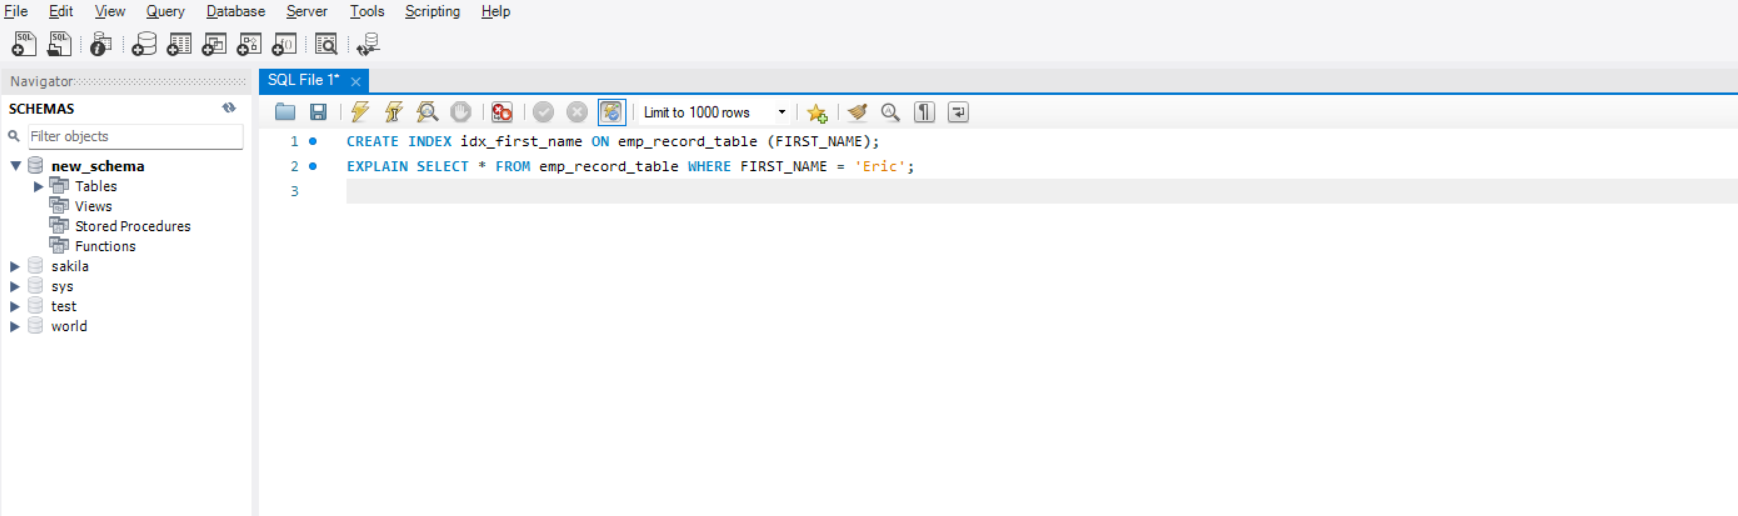 File Edit View Query Database Server Tools Scripting Help
SQL SQL
Navigator
SQL File 1*
SCHEMAS
Limit to 1000 rows
Filter objects
1 CREATE INDEX idx_first_name ON emp_record_table (FIRST_NAME);
2 EXPLAIN SELECT * FROM emp_record_table WHERE FIRST_NAME = 'Eric';
3
new_schema
Tables
Views
Stored Procedures
Functions
sakila
sys
test
world